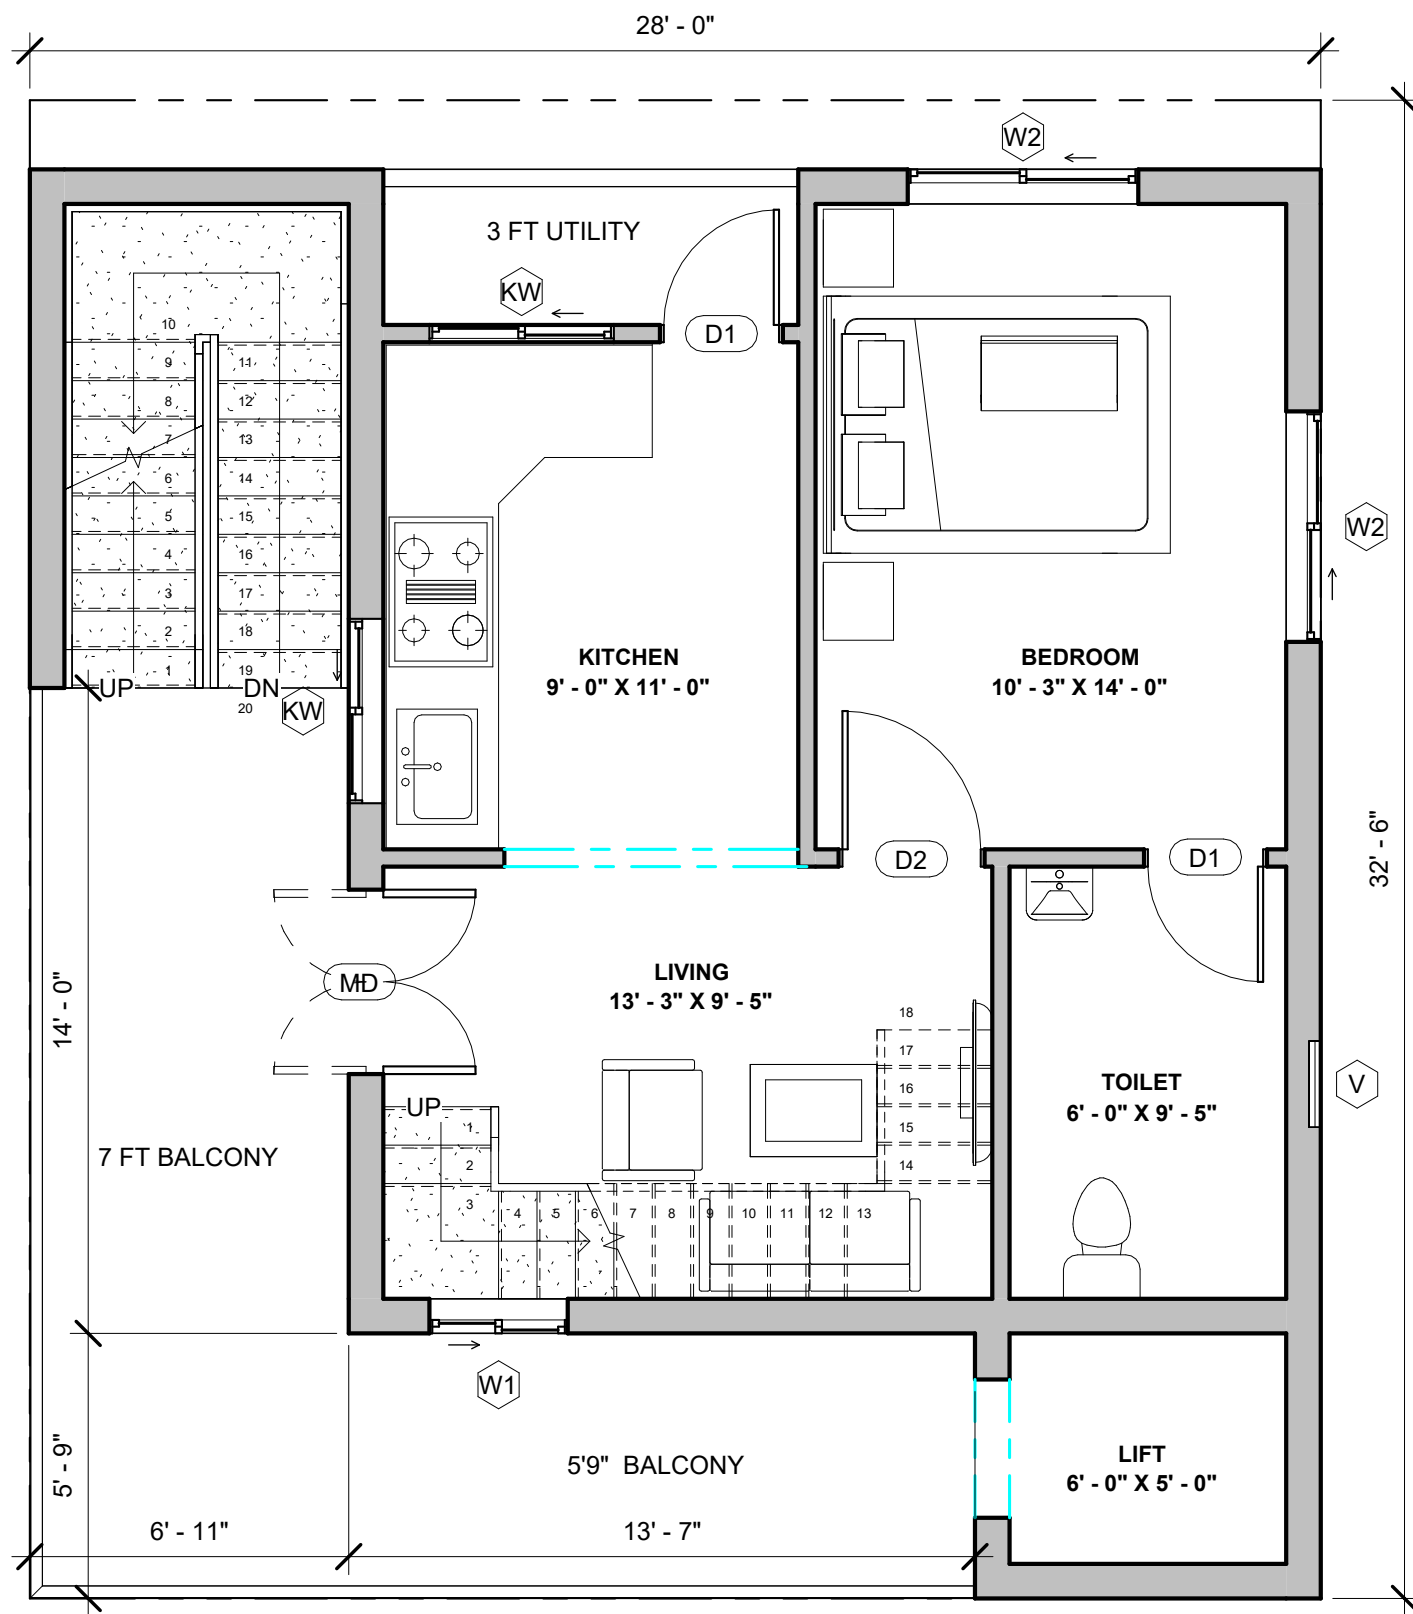 28' - 0"
W2
3 FT UTILITY
KW
D1
10
9
11
8
12
7
13
6
14
5
15
4
16
3
17
2
18
1
19
UP
DN
20
KW
KITCHEN
9' - 0" X 11' - 0"
BEDROOM
10' - 3" X 14' - 0"
W2
32' - 6"
D2
D1
MD
LIVING
13' - 3" X 9' - 5"
14' - 0"
18
17
16
15
14
TOILET
6' - 0" X 9' - 5"
V
UP
1
2
3
4
5
6
7
8
9
10
11
12
13
7 FT BALCONY
W1
5'9" BALCONY
LIFT
6' - 0" X 5' - 0"
5' - 9"
6' - 11"
13' - 7"